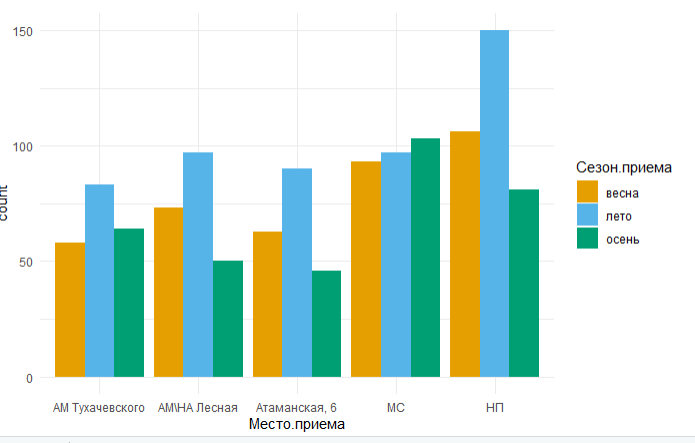 150
100
50
0
count
АМ Тухачевского
АМ\НА Лесная
Атаманская, 6
МС
НП
Место.приема
Сезон.приема
весна
лето
осень